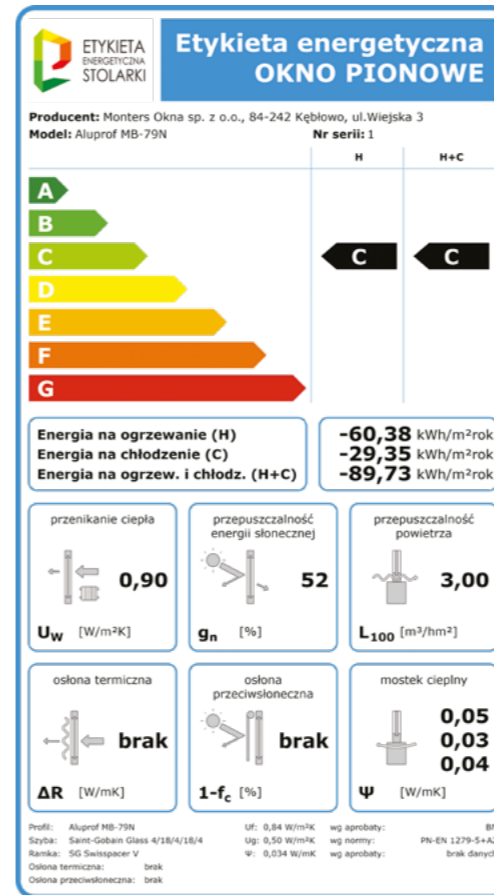 ETYKIETA
ENERGETYCZNA
STOLARKI
Etykieta energetyczna
OKNO PIONOWE
Producent: Monters Okna sp. z o.o., 84-242 Kębłowo, ul.Wiejska 3
Model: Aluprof MB-79N Nr serii: 1
H H+C
A
B
C C C
D
E
F
G
Energia na ogrzewanie (H) -60,38 kWh/m²rok
Energia na chłodzenie (C) -29,35 kWh/m²rok
Energia na ogrzew. i chłodz. (H+C) -89,73 kWh/m²rok
przenikanie ciepła
0,90
Uw [W/m²K]
przepuszczalność
energii słonecznej
52
gn [%]
przepuszczalność
powietrza
3,00
L100 [m³/hm²]
osłona termiczna
brak
ΔR [W/mK]
osłona
przeciwsłoneczna
brak
1-fc [%]
mostek cieplny
0,05
0,03
0,04
Ψ [W/mK]
Profil: Aluprof MB-79N Uf: 0,84 W/m²K wg aprobaty:
Szyba: Saint-Gobain Glass 4/18/4/18/4 Ug: 0,50 W/m²K wg normy: PN-EN 1279-5+A2
Ramka: SG Swisspacer V Ψ: 0,034 W/mK wg aprobaty: brak danych
Osłona termiczna: brak
Osłona przeciwsłoneczna: brak